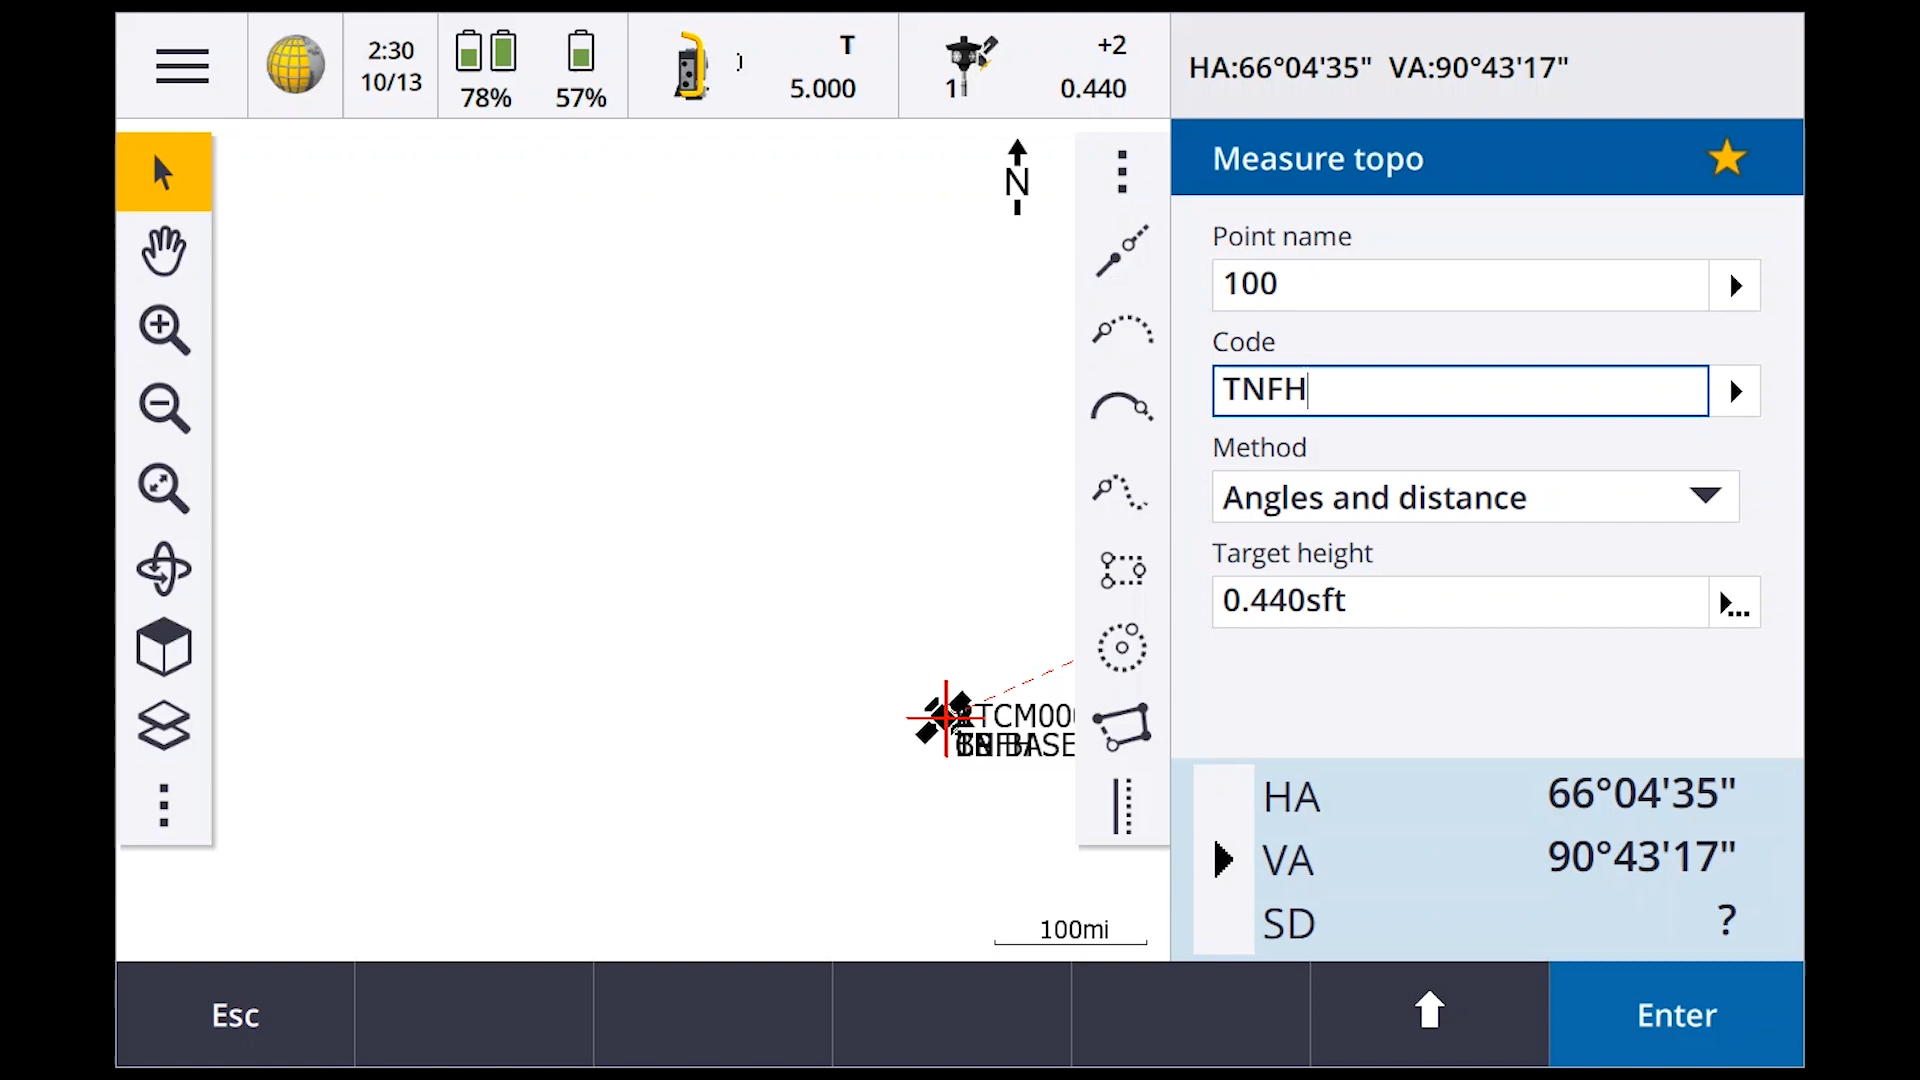 2:30
10/13
78%
57%
T
5.000
1
+2
0.440
HA:66°04'35" VA:90°43'17"
Measure topo
N
Point name
100
Code
TNFH
Method
Angles and distance
Target height
0.440sft
...
HA 66°04'35"
VA 90°43'17"
SD ?
100mi
Esc
Enter